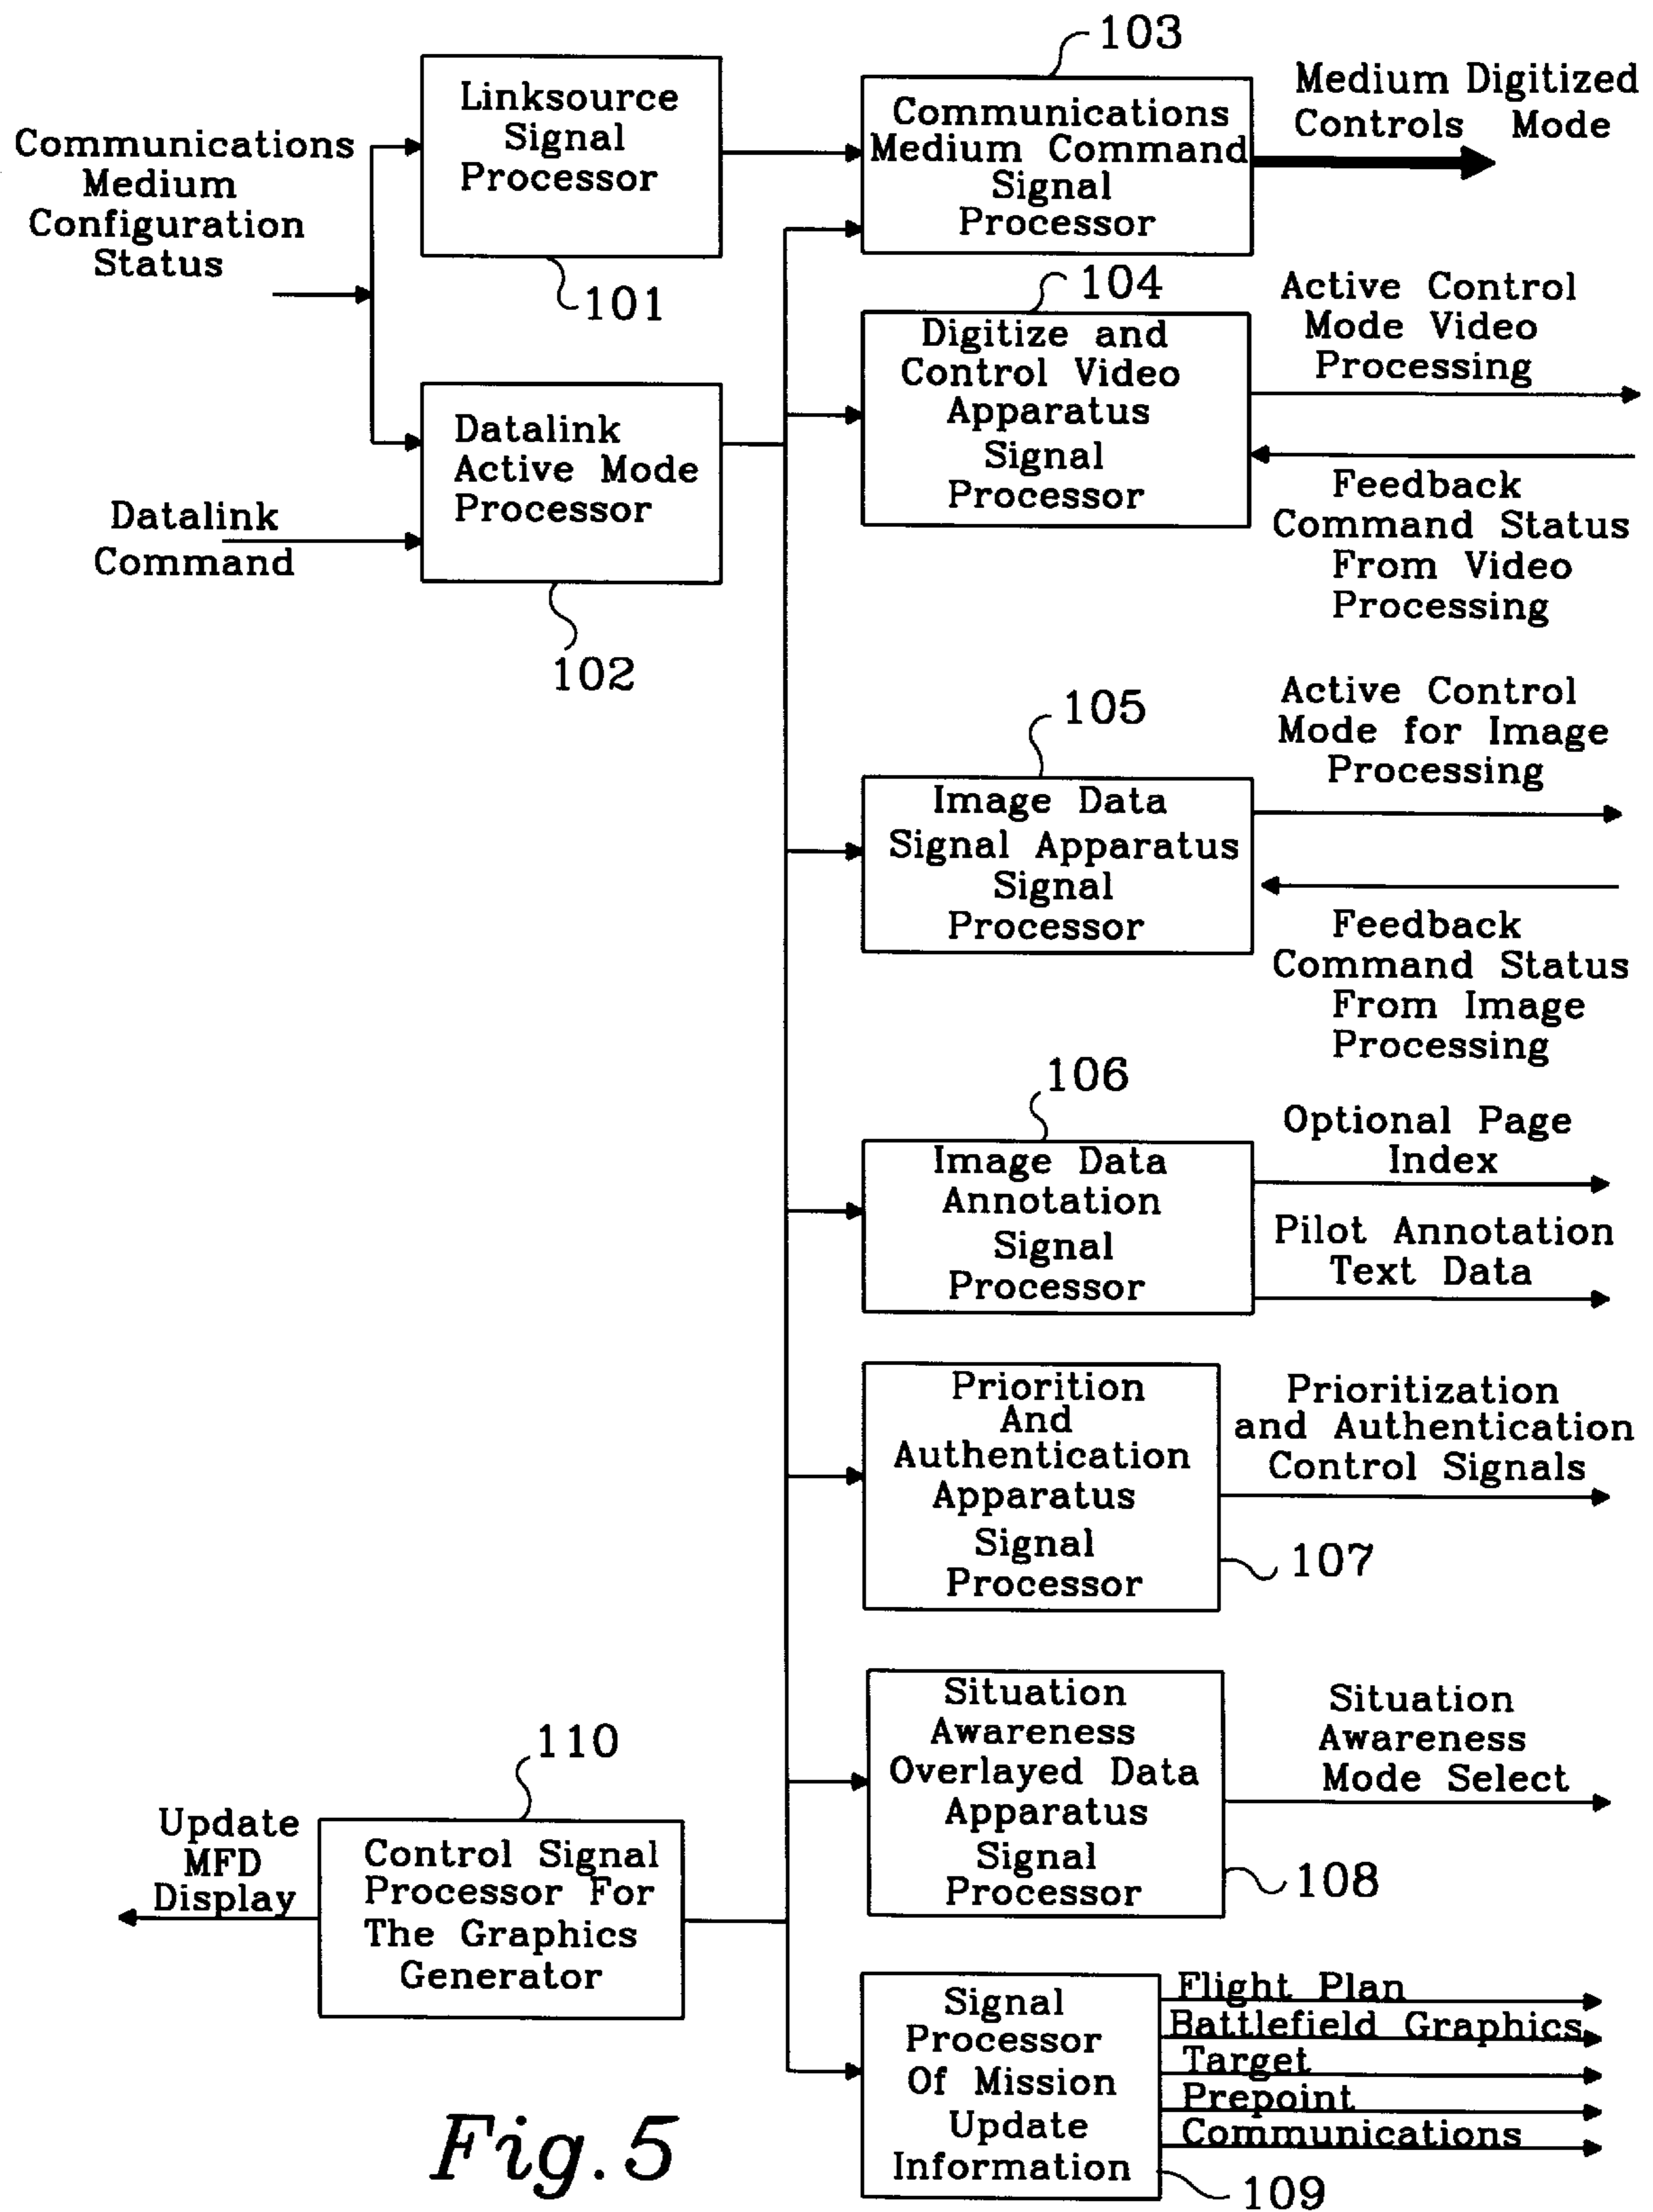 103
Linksource
Signal
Processor
Communications
Medium Command
Signal
Processor
Medium Digitized
Controls Mode
Communications
Medium
Configuration
Status
101
104
Digitize and
Control Video
Apparatus
Signal
Processor
Active Control
Mode Video
Processing
Datalink
Active Mode
Processor
Datalink
Command
Feedback
Command Status
From Video
Processing
102
105
Active Control
Mode for Image
Processing
Image Data
Signal Apparatus
Signal
Processor
Feedback
Command Status
From Image
Processing
106
Image Data
Annotation
Signal
Processor
Optional Page
Index
Pilot Annotation
Text Data
Priorition
And
Authentication
Apparatus
Signal
Processor
Prioritization
and Authentication
Control Signals
107
Situation
Awareness
Overlayed Data
Apparatus
Signal
Processor
Situation
Awareness
Mode Select
108
110
Update
MFD
Display
Control Signal
Processor For
The Graphics
Generator
Signal
Processor
Of Mission
Update
Information
Flight Plan
Battlefield Graphics
Target
Prepoint
Communications
109
Fig. 5